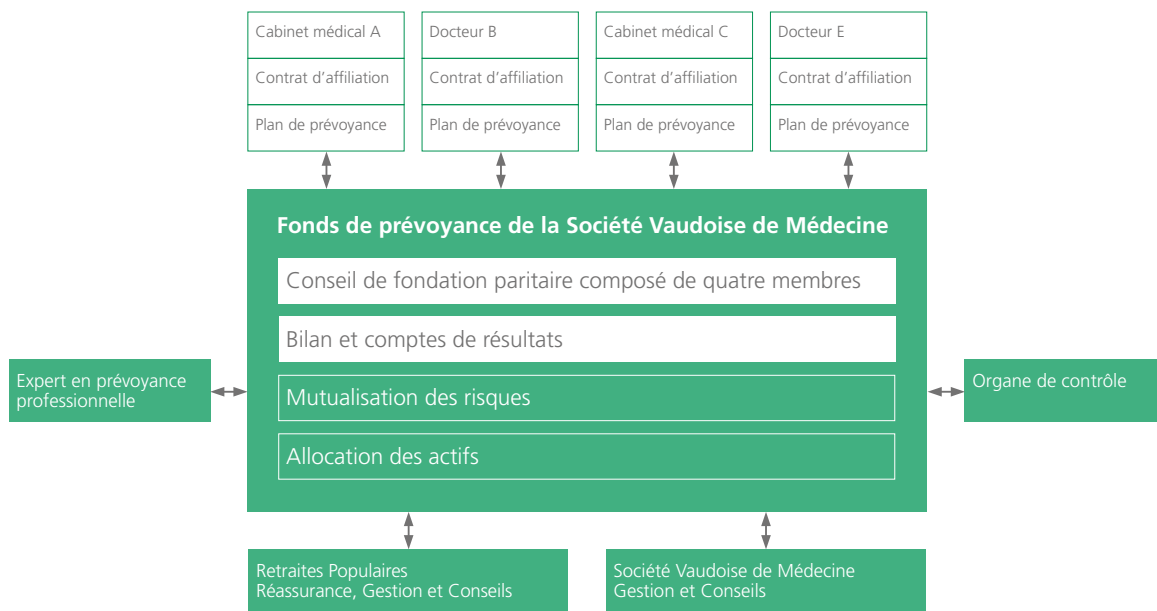 Cabinet médical A
Contrat d'affiliation
Plan de prévoyance
Docteur B
Contrat d'affiliation
Plan de prévoyance
Cabinet médical C
Contrat d'affiliation
Plan de prévoyance
Docteur E
Contrat d'affiliation
Plan de prévoyance
Fonds de prévoyance de la Société Vaudoise de Médecine
Conseil de fondation paritaire composé de quatre membres
Bilan et comptes de résultats
Mutualisation des risques
Allocation des actifs
Expert en prévoyance
professionnelle
Organe de contrôle
Retraites Populaires
Réassurance, Gestion et Conseils
Société Vaudoise de Médecine
Gestion et Conseils